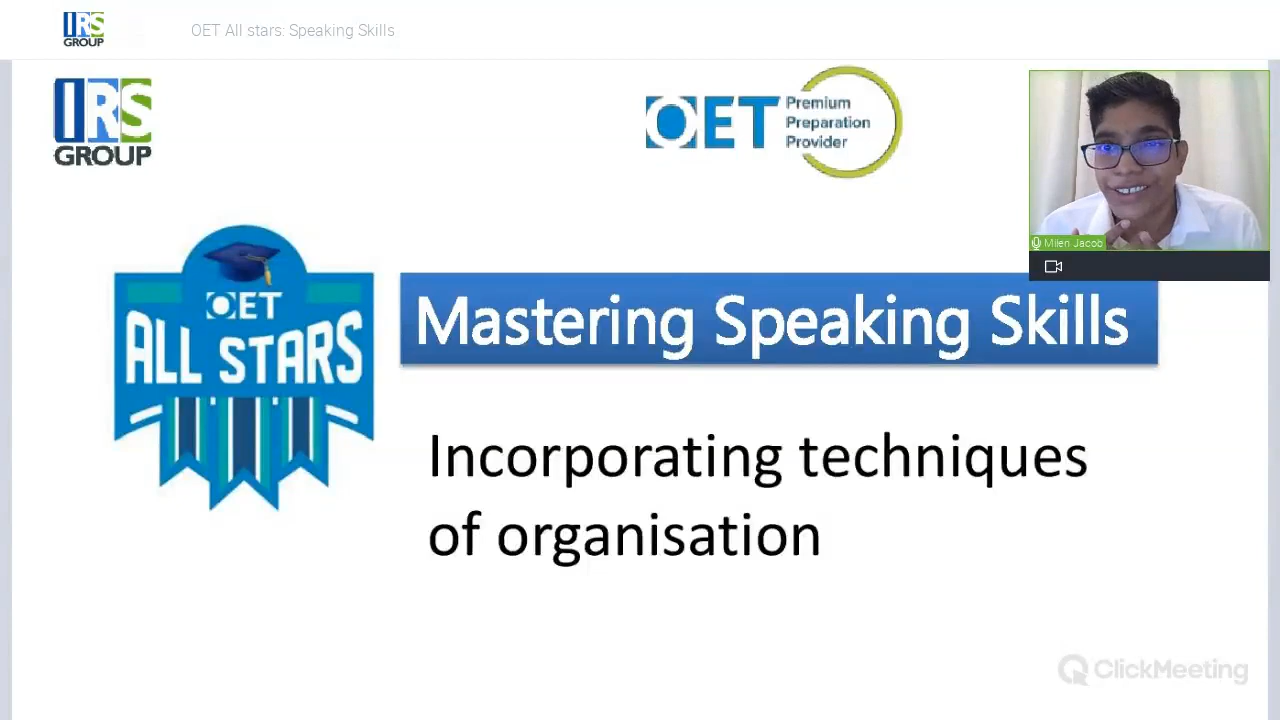 IRS
GROUP
OET All stars: Speaking Skills
IRS
GROUP
OET
Premium
Preparation
Provider
Milen Jacob
OET
ALL STARS
Mastering Speaking Skills
Incorporating techniques
of organisation
ClickMeeting